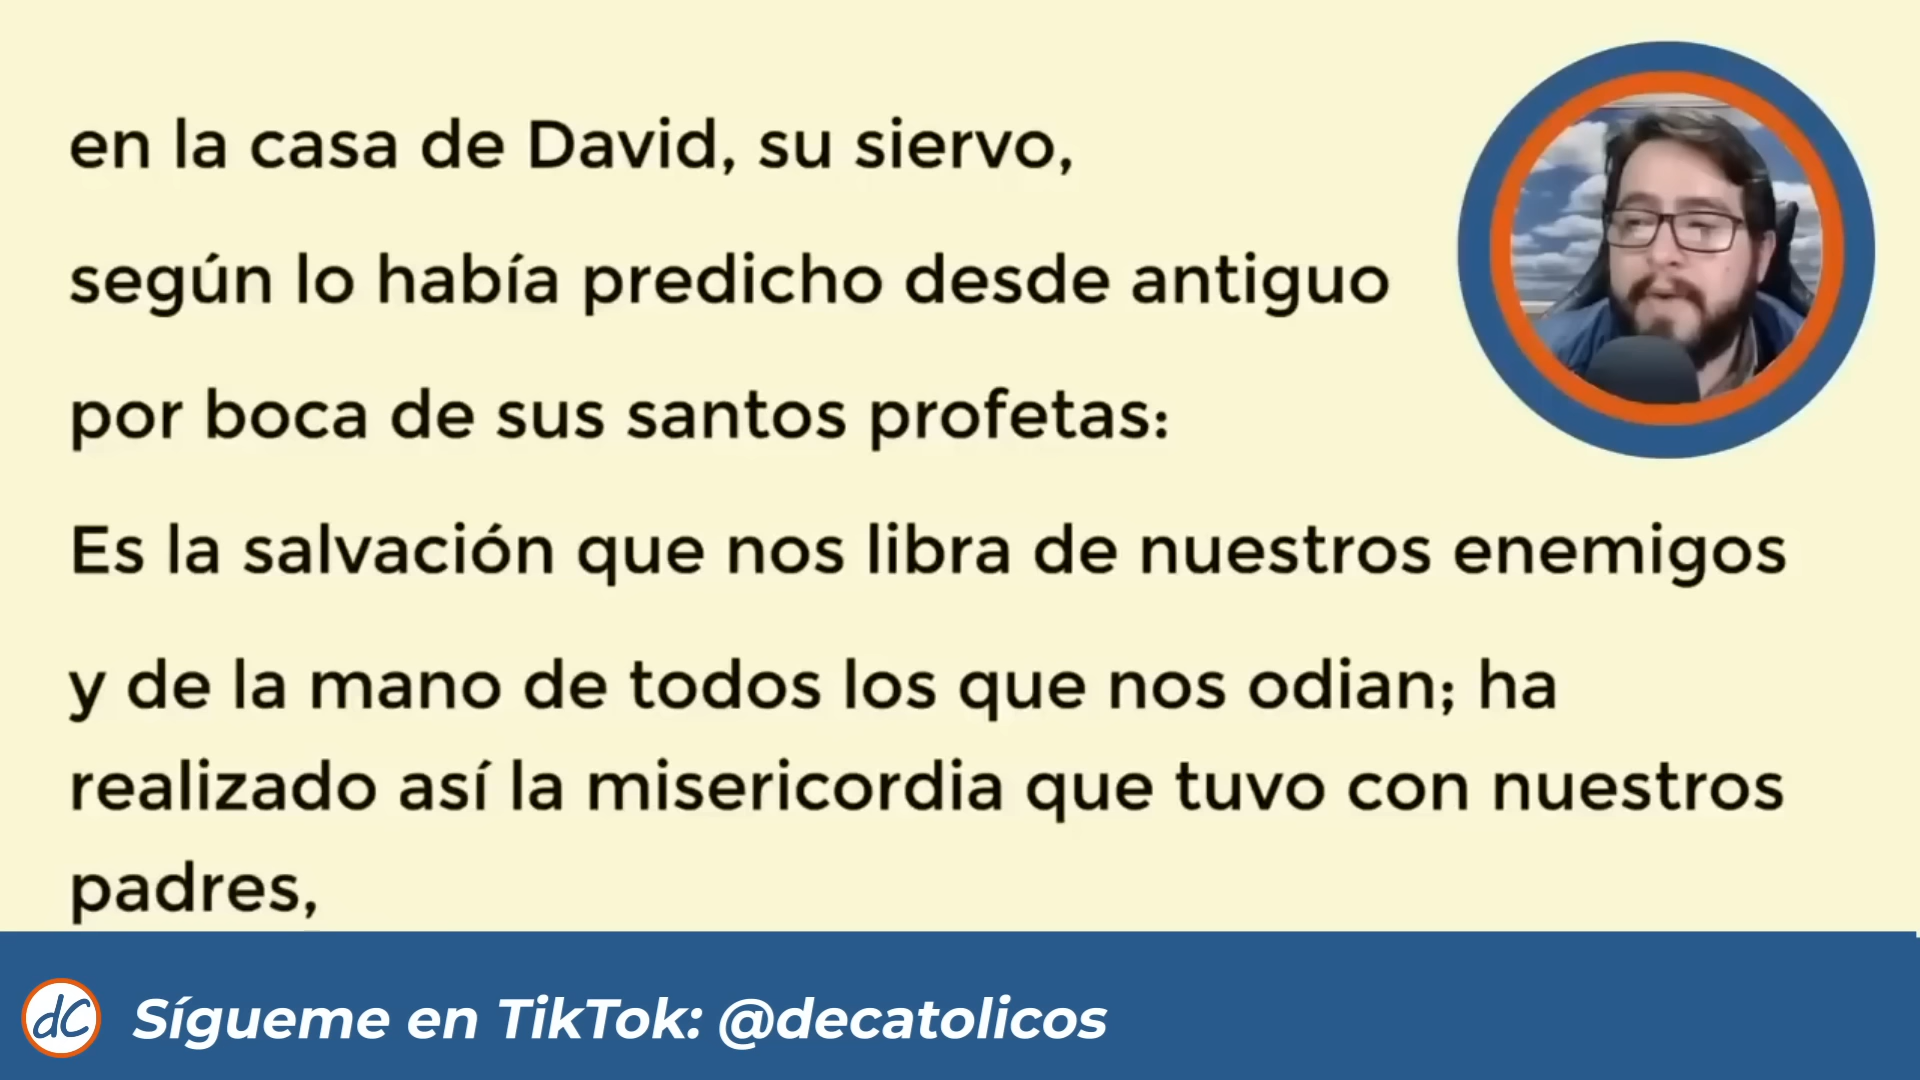 en la casa de David, su siervo,
según lo había predicho desde antiguo
por boca de sus santos profetas:
Es la salvación que nos libra de nuestros enemigos
y de la mano de todos los que nos odian; ha
realizado así la misericordia que tuvo con nuestros
padres,
dC
Sígueme en TikTok: @decatolicos